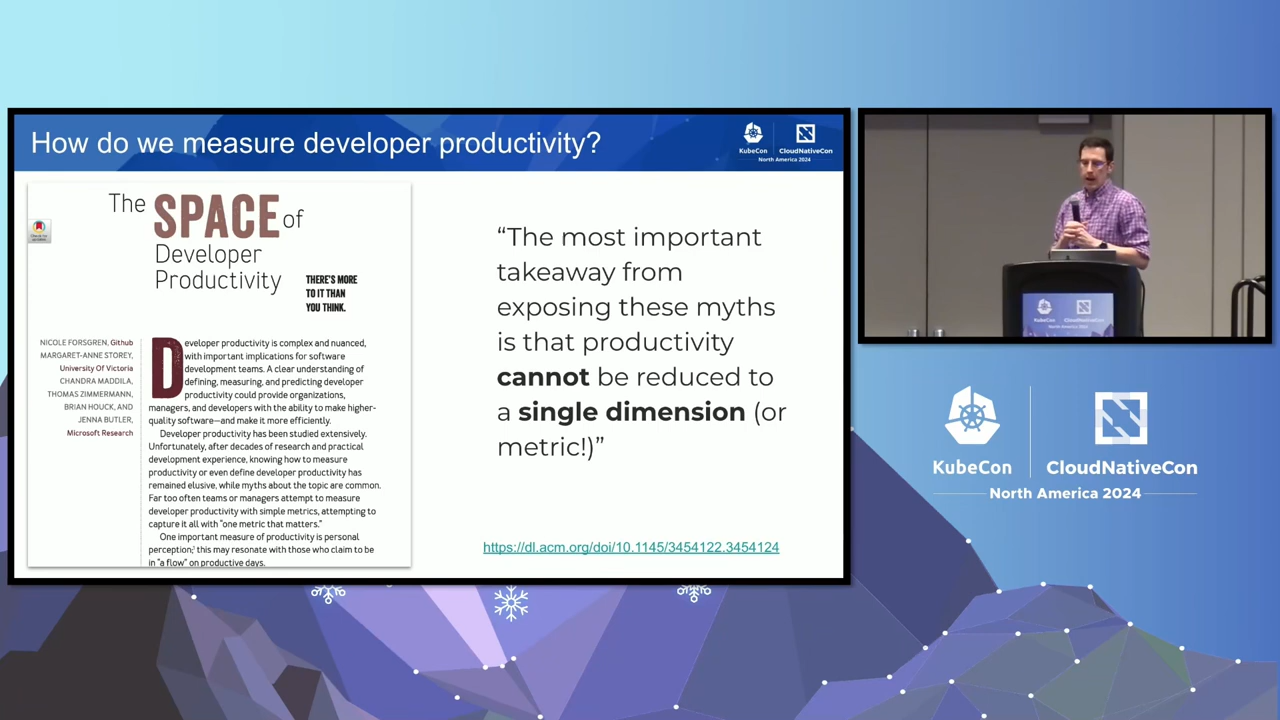 How do we measure developer productivity?
KubeCon
CloudNativeCon
North America 2024
The SPACE of
Developer
Productivity
THERE'S MORE
TO IT THAN
YOU THINK.
NICOLE FORSGREN, Github
MARGARET-ANNE STOREY,
University Of Victoria
CHANDRA MADDILA,
THOMAS ZIMMERMANN,
BRIAN HOUCK, AND
JENNA BUTLER,
Microsoft Research
Developer productivity is complex and nuanced,
with important implications for software
development teams. A clear understanding of
defining, measuring, and predicting developer
productivity could provide organizations,
managers, and developers with the ability to make higher-
quality software—and make it more efficiently.
Developer productivity has been studied extensively.
Unfortunately, after decades of research and practical
development experience, knowing how to measure
productivity or even define developer productivity has
remained elusive, while myths about the topic are common.
Far too often teams or managers attempt to measure
developer productivity with simple metrics, attempting to
capture it all with "one metric that matters."
One important measure of productivity is personal
perception; this may resonate with those who claim to be
in "a flow" on productive days.
“The most important
takeaway from
exposing these myths
is that productivity
cannot be reduced to
a single dimension (or
metric!)”
https://dl.acm.org/doi/10.1145/3454122.3454124
KubeCon
CloudNativeCon
North America 2024
KubeCon
CloudNativeCon
North America 2024